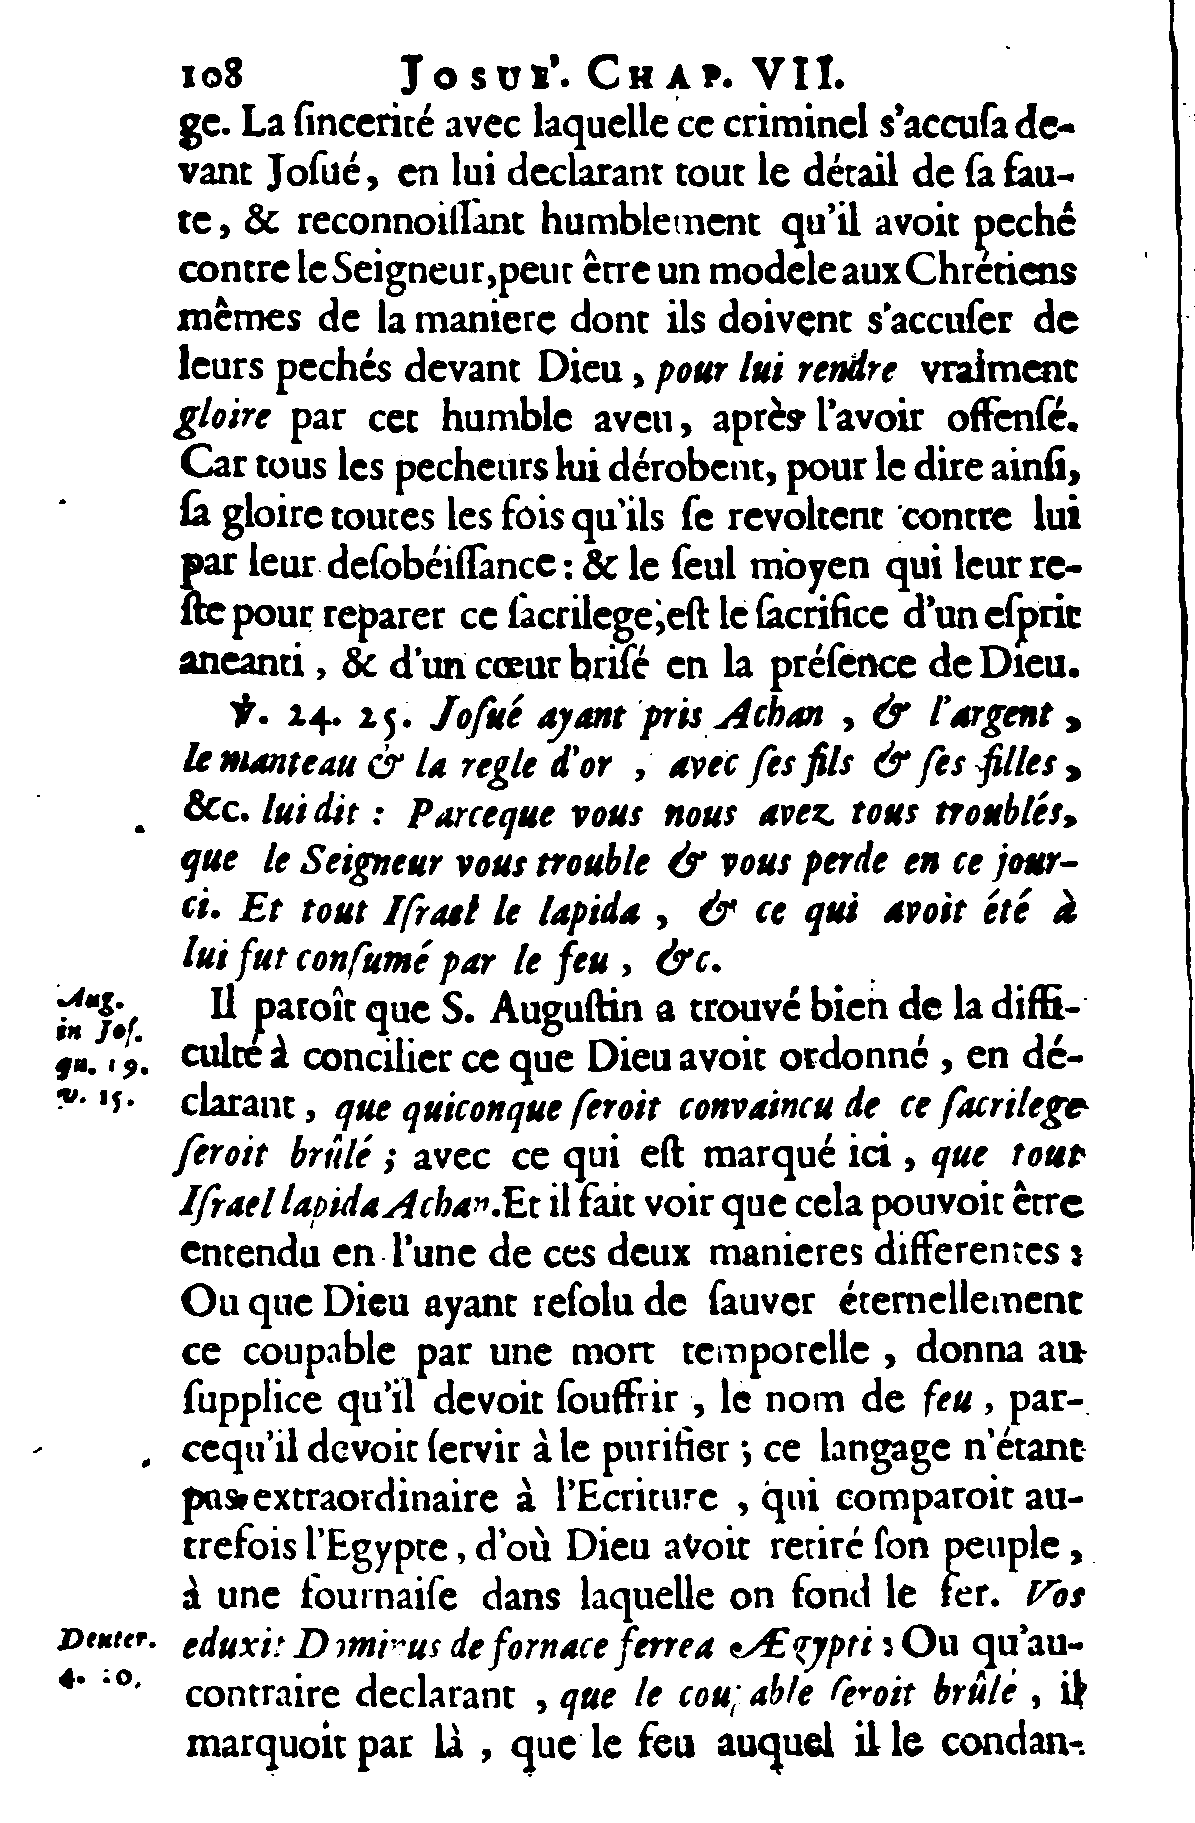 108 JOSUE'. CHAP. VII.
ge. La ſincerité avec laquelle ce criminel s'accuſa de-
vant Joſué, en lui declarant tout le détail de ſa fau-
te, & reconnoiſſant humblement qu'il avoit peché
contre le Seigneur, peut être un modele aux Chrétiens
mêmes de la maniere dont ils doivent s'accuſer de
leurs pechés devant Dieu, pour lui rendre vraiment
gloire par cet humble aveu, après l'avoir offenſé.
Car tous les pecheurs lui dérobent, pour le dire ainſi,
ſa gloire toutes les fois qu'ils ſe revoltent contre lui
par leur deſobéiſſance : & le ſeul moyen qui leur re-
ſte pour reparer ce ſacrilege, eſt le ſacrifice d'un eſprit
aneanti, & d'un cœur briſé en la préſence de Dieu.
℣. 24. 25. Joſué ayant pris Achan, & l'argent,
le manteau & la regle d'or, avec ſes fils & ſes filles,
&c. lui dit : Parceque vous nous avez tous troublés,
que le Seigneur vous trouble & vous perde en ce jour-
ci. Et tout Iſrael le lapida, & ce qui avoit été à
lui fut conſumé par le feu, &c.
Aug.
in Joſ.
qu. 19.
v. 15.
Il paroît que S. Auguſtin a trouvé bien de la diffi-
culté à concilier ce que Dieu avoit ordonné, en dé-
clarant, que quiconque ſeroit convaincu de ce ſacrilege
ſeroit brûlé ; avec ce qui eſt marqué ici, que tout
Iſrael lapida Achan. Et il fait voir que cela pouvoit être
entendu en l'une de ces deux manieres differentes :
Ou que Dieu ayant reſolu de ſauver éternellement
ce coupable par une mort temporelle, donna au
ſupplice qu'il devoit ſouffrir, le nom de feu, par-
cequ'il devoit ſervir à le purifier ; ce langage n'étant
pas extraordinaire à l'Ecriture, qui comparoit au-
trefois l'Egypte, d'où Dieu avoit retiré ſon peuple,
à une fournaiſe dans laquelle on fond le fer. Vos
Deuter.
4. 20.
eduxit Dominus de fornace ferrea Ægypti : Ou qu'au-
contraire declarant, que le coupable ſeroit brûlé, il
marquoit par là, que le feu auquel il le condan-